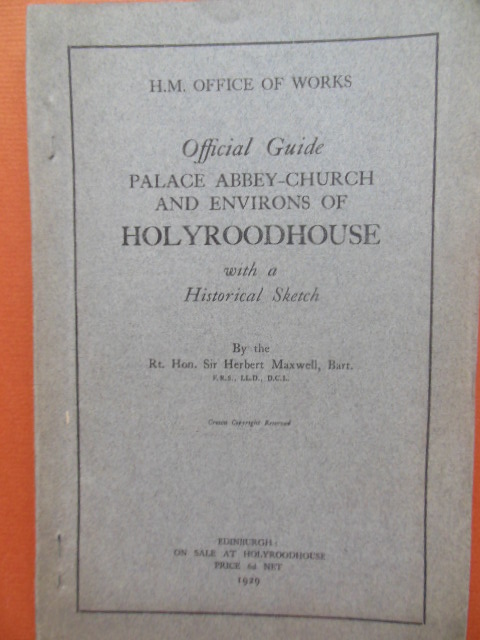 H.M. OFFICE OF WORKS
Official Guide
PALACE ABBEY-CHURCH
AND ENVIRONS OF
HOLYROODHOUSE
with a
Historical Sketch
By the
Rt. Hon. Sir Herbert Maxwell, Bart.
F.R.S., LL.D., D.C.L.
Crown Copyright Reserved
EDINBURGH:
ON SALE AT HOLYROODHOUSE
PRICE 6d NET
1929